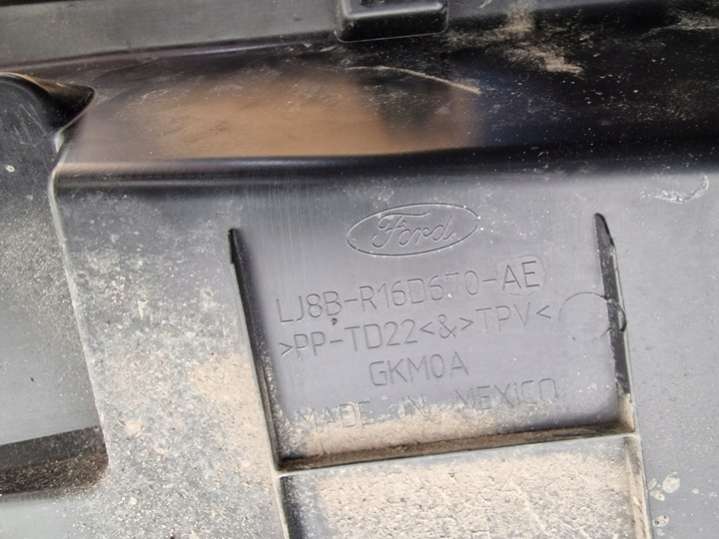 Ford
LJ8B-R16D670-AE
>PP-TD22<&>TPV<
GKM0A
MADE IN MEXICO